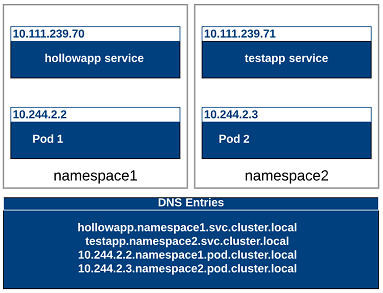 10.111.239.70
hollowapp service
10.244.2.2
Pod 1
namespace1
10.111.239.71
testapp service
10.244.2.3
Pod 2
namespace2
DNS Entries
hollowapp.namespace1.svc.cluster.local
testapp.namespace2.svc.cluster.local
10.244.2.2.namespace1.pod.cluster.local
10.244.2.3.namespace2.pod.cluster.local